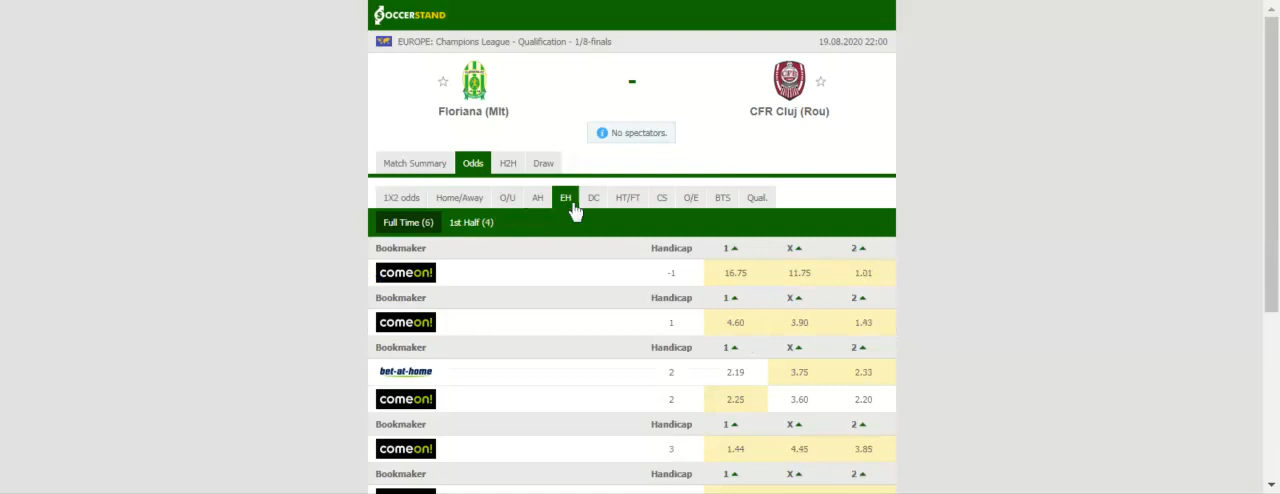 SOCCERSTAND
EUROPE: Champions League - Qualification - 1/8-finals 19.08.2020 22:00
-
Floriana (Mlt) CFR Cluj (Rou)
No spectators.
Match Summary Odds H2H Draw
1X2 odds Home/Away O/U AH EH DC HT/FT CS O/E BTS Qual.
Full Time (6) 1st Half (4)
Bookmaker Handicap 1 X 2
comeon! -1 16.75 11.75 1.01
Bookmaker Handicap 1 X 2
comeon! 1 4.60 3.90 1.43
Bookmaker Handicap 1 X 2
bet-at-home 2 2.19 3.75 2.33
comeon! 2 2.25 3.60 2.20
Bookmaker Handicap 1 X 2
comeon! 3 1.44 4.45 3.85
Bookmaker Handicap 1 X 2